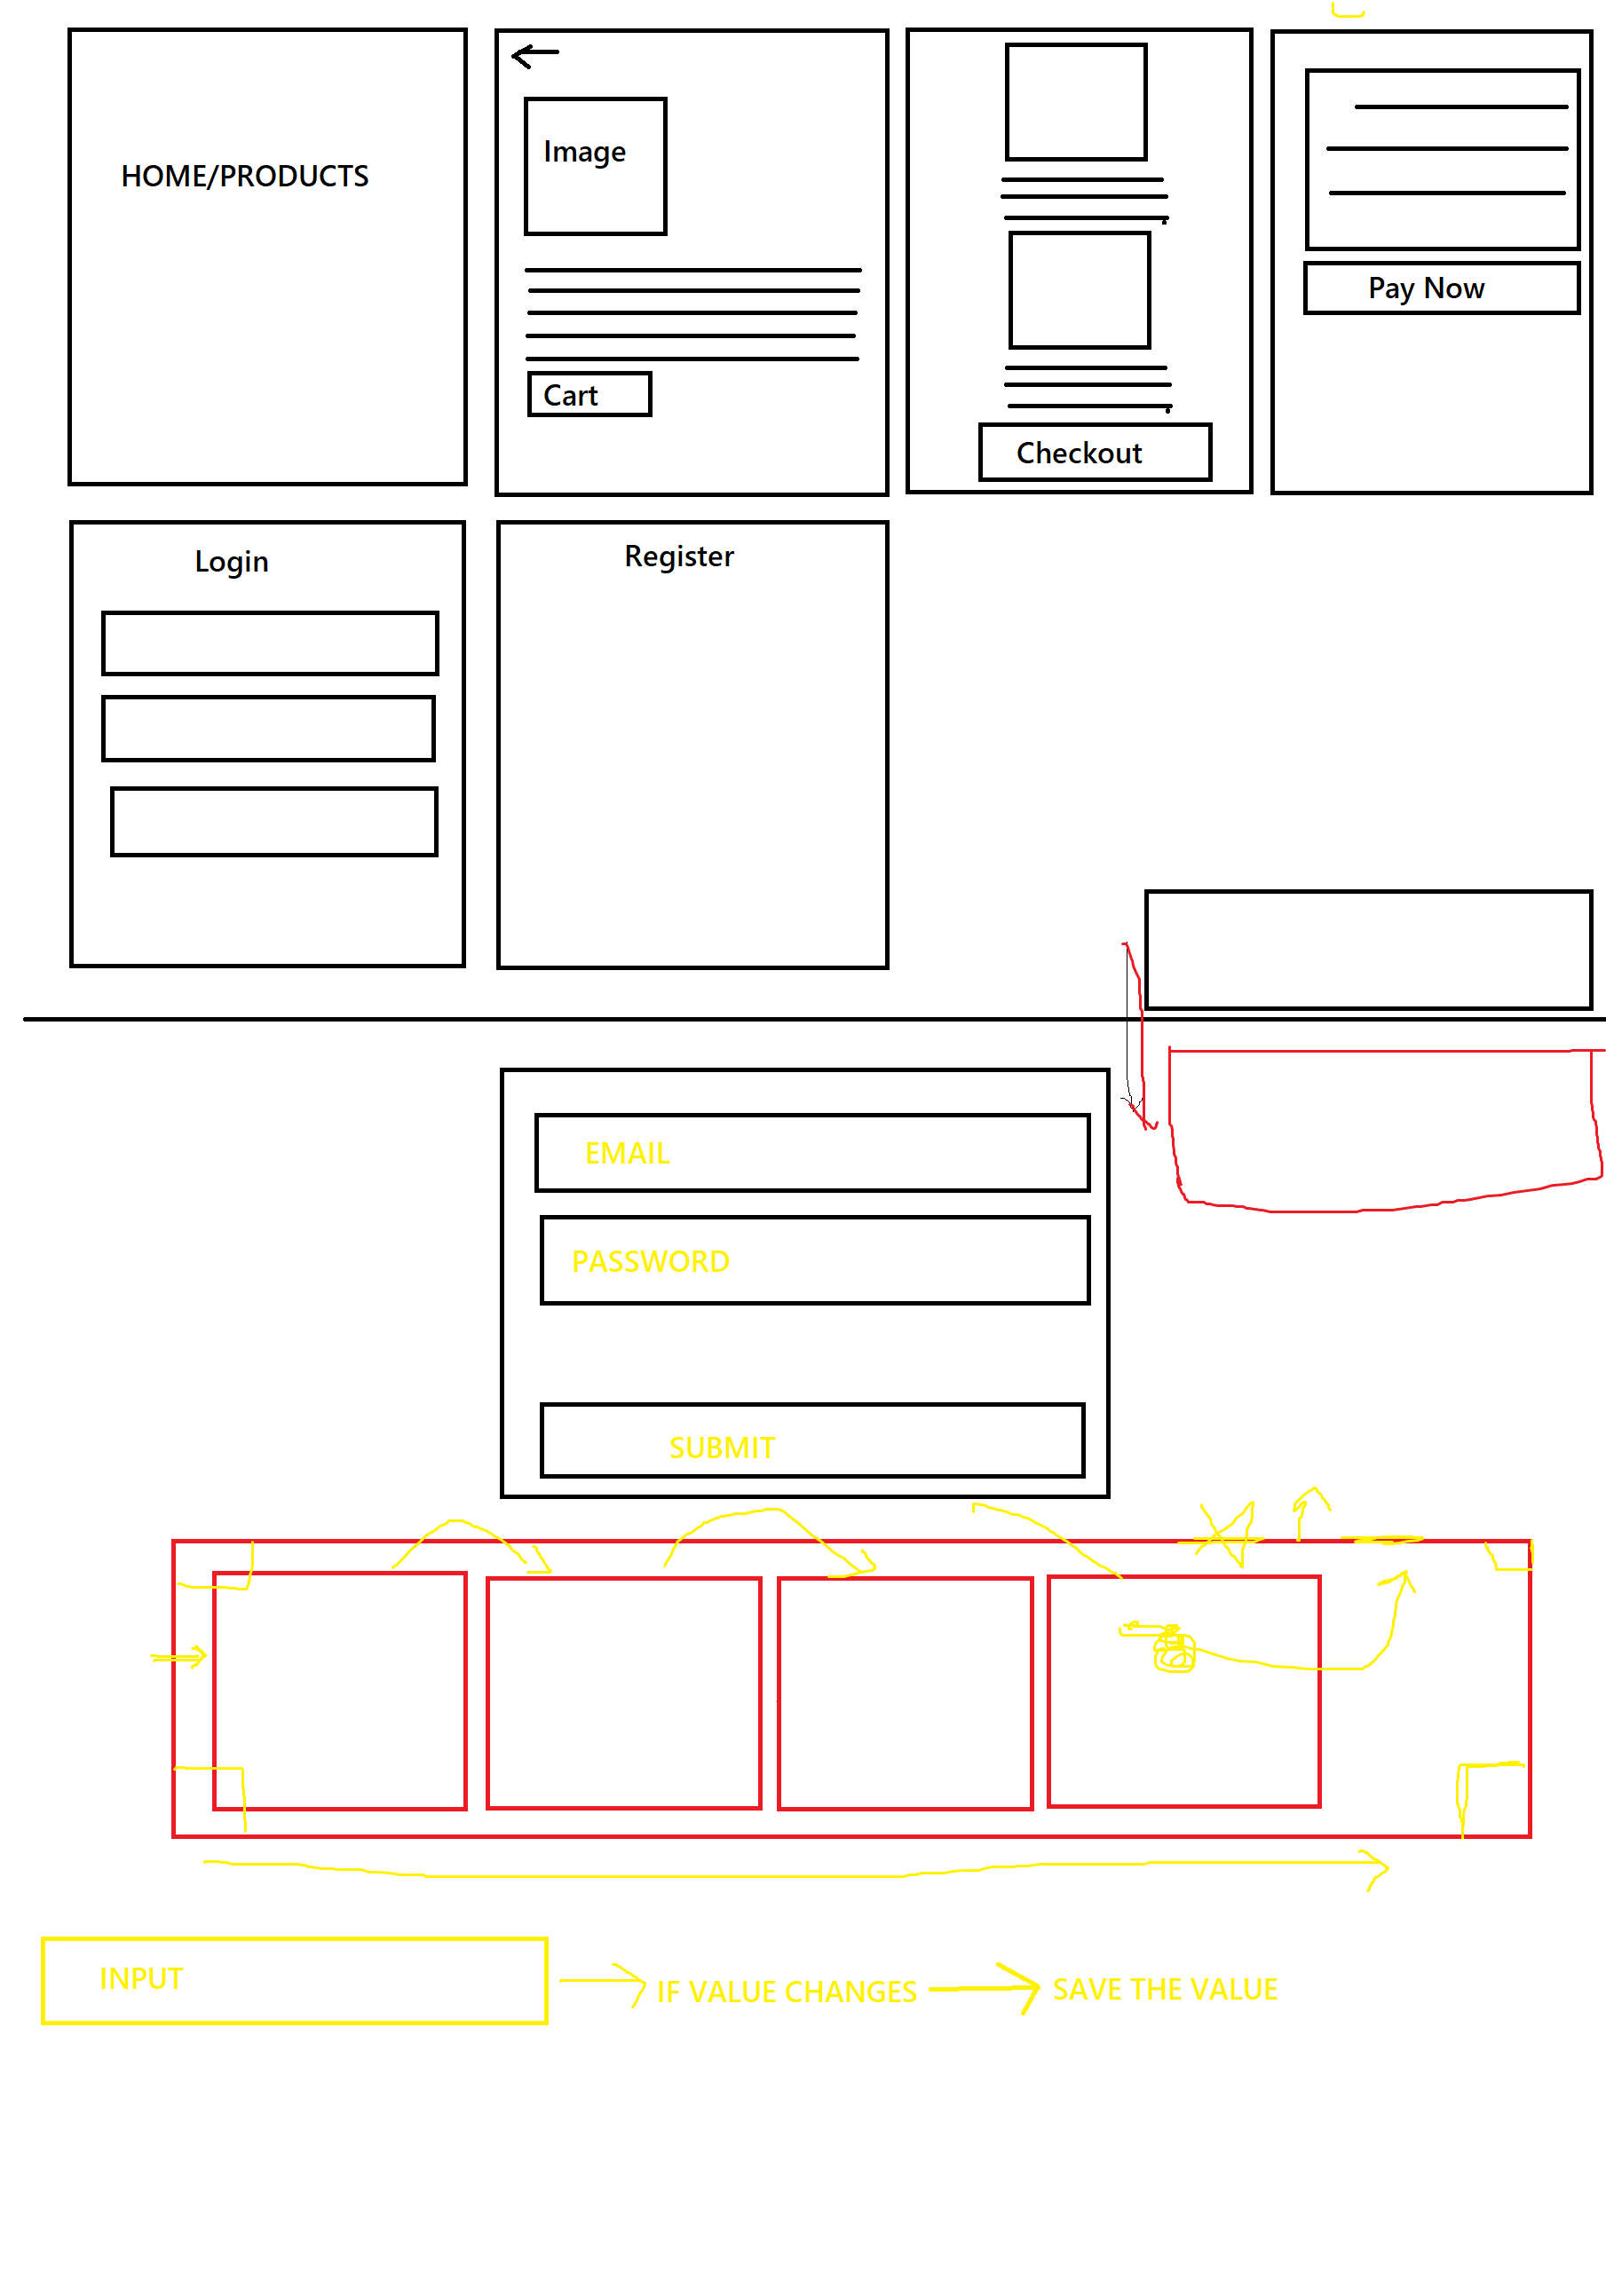 HOME/PRODUCTS
Image
Cart
Checkout
Pay Now
Login
Register
EMAIL
PASSWORD
SUBMIT
INPUT
IF VALUE CHANGES
SAVE THE VALUE